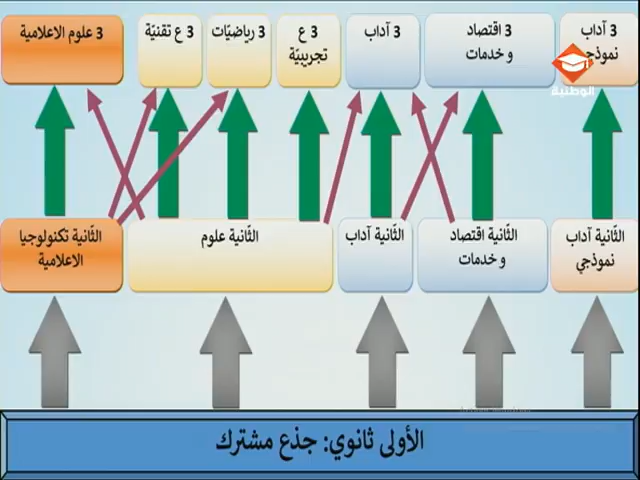 3 آداب
نموذجي
3 اقتصاد
و خدمات
3 آداب
3 ع
تجريبيّة
3 رياضيّات
3 ع تقنيّة
3 علوم الاعلامية
الوطنية
الثّانية آداب
نموذجي
الثّانية اقتصاد
و خدمات
الثّانية آداب
الثّانية علوم
الثّانية تكنولوجيا
الاعلامية
الأولى ثانوي: جذع مشترك